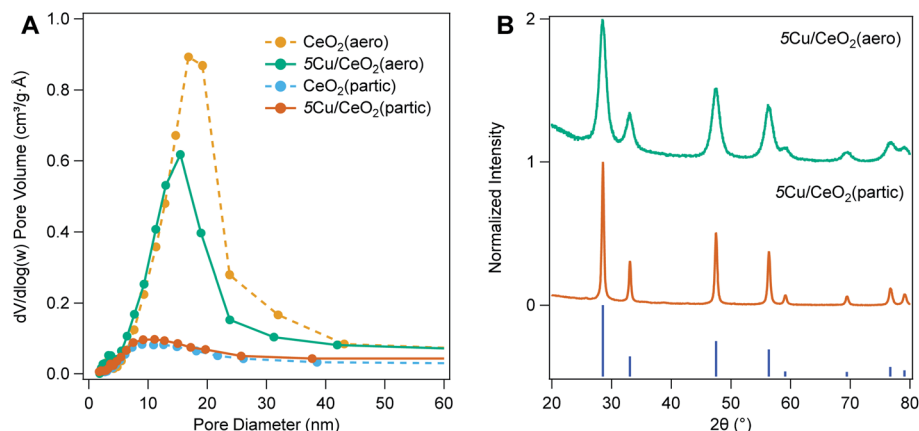 A
dV/dlog(w) Pore Volume (cm³/g·Å)
1.0
0.8
0.6
0.4
0.2
0.0
0 10 20 30 40 50 60
Pore Diameter (nm)
CeO₂(aero)
5Cu/CeO₂(aero)
CeO₂(partic)
5Cu/CeO₂(partic)
B
Normalized Intensity
2
1
0
5Cu/CeO₂(aero)
5Cu/CeO₂(partic)
20 30 40 50 60 70 80
2θ (°)